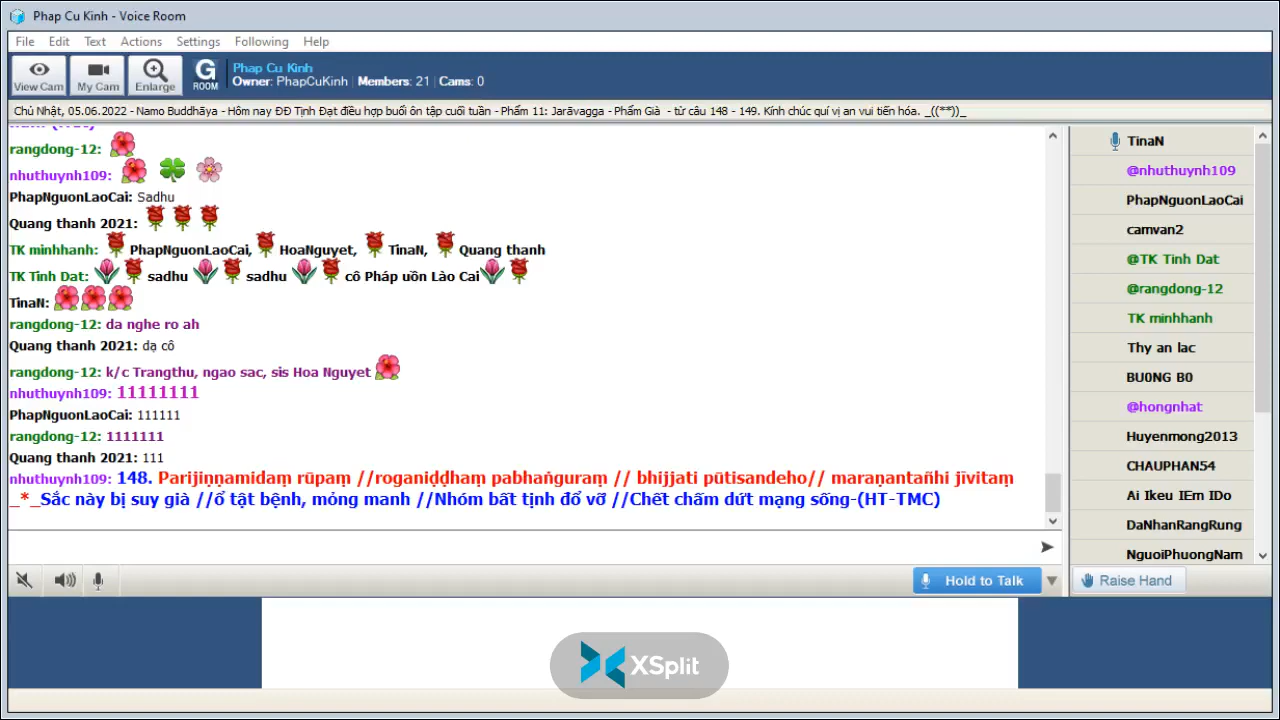 Phap Cu Kinh - Voice Room
File Edit Text Actions Settings Following Help
View Cam My Cam Enlarge G ROOM
Phap Cu Kinh
Owner: PhapCuKinh | Members: 21 | Cams: 0
Chủ Nhật, 05.06.2022 - Namo Buddhāya - Hôm nay ĐĐ Tịnh Đạt điều hợp buổi ôn tập cuối tuần - Phẩm 11: Jarāvagga - Phẩm Già - từ câu 148 - 149. Kính chúc quí vị an vui tiến hóa. _((**))_
rangdong-12:
nhuthuynh109:
PhapNguonLaoCai: Sadhu
Quang thanh 2021:
TK minhhanh: PhapNguonLaoCai, HoaNguyet, TinaN, Quang thanh
TK Tinh Dat: sadhu sadhu cô Pháp uồn Lào Cai
TinaN:
rangdong-12: da nghe ro ah
Quang thanh 2021: dạ cô
rangdong-12: k/c Trangthu, ngao sac, sis Hoa Nguyet
nhuthuynh109: 11111111
PhapNguonLaoCai: 111111
rangdong-12: 1111111
Quang thanh 2021: 111
nhuthuynh109: 148. Parijiṇṇamidaṃ rūpaṃ //roganiḍḍhaṃ pabhaṅguraṃ // bhijjati pūtisandeho// maraṇantañhi jīvitaṃ
_*_Sắc này bị suy già //ổ tật bệnh, mỏng manh //Nhóm bất tịnh đổ vỡ //Chết chấm dứt mạng sống-(HT-TMC)
Hold to Talk
TinaN
@nhuthuynh109
PhapNguonLaoCai
camvan2
@TK Tinh Dat
@rangdong-12
TK minhhanh
Thy an lac
BU0NG B0
@hongnhat
Huyenmong2013
CHAUPHAN54
Ai Ikeu IEm IDo
DaNhanRangRung
NguoiPhuongNam
Raise Hand
XSplit